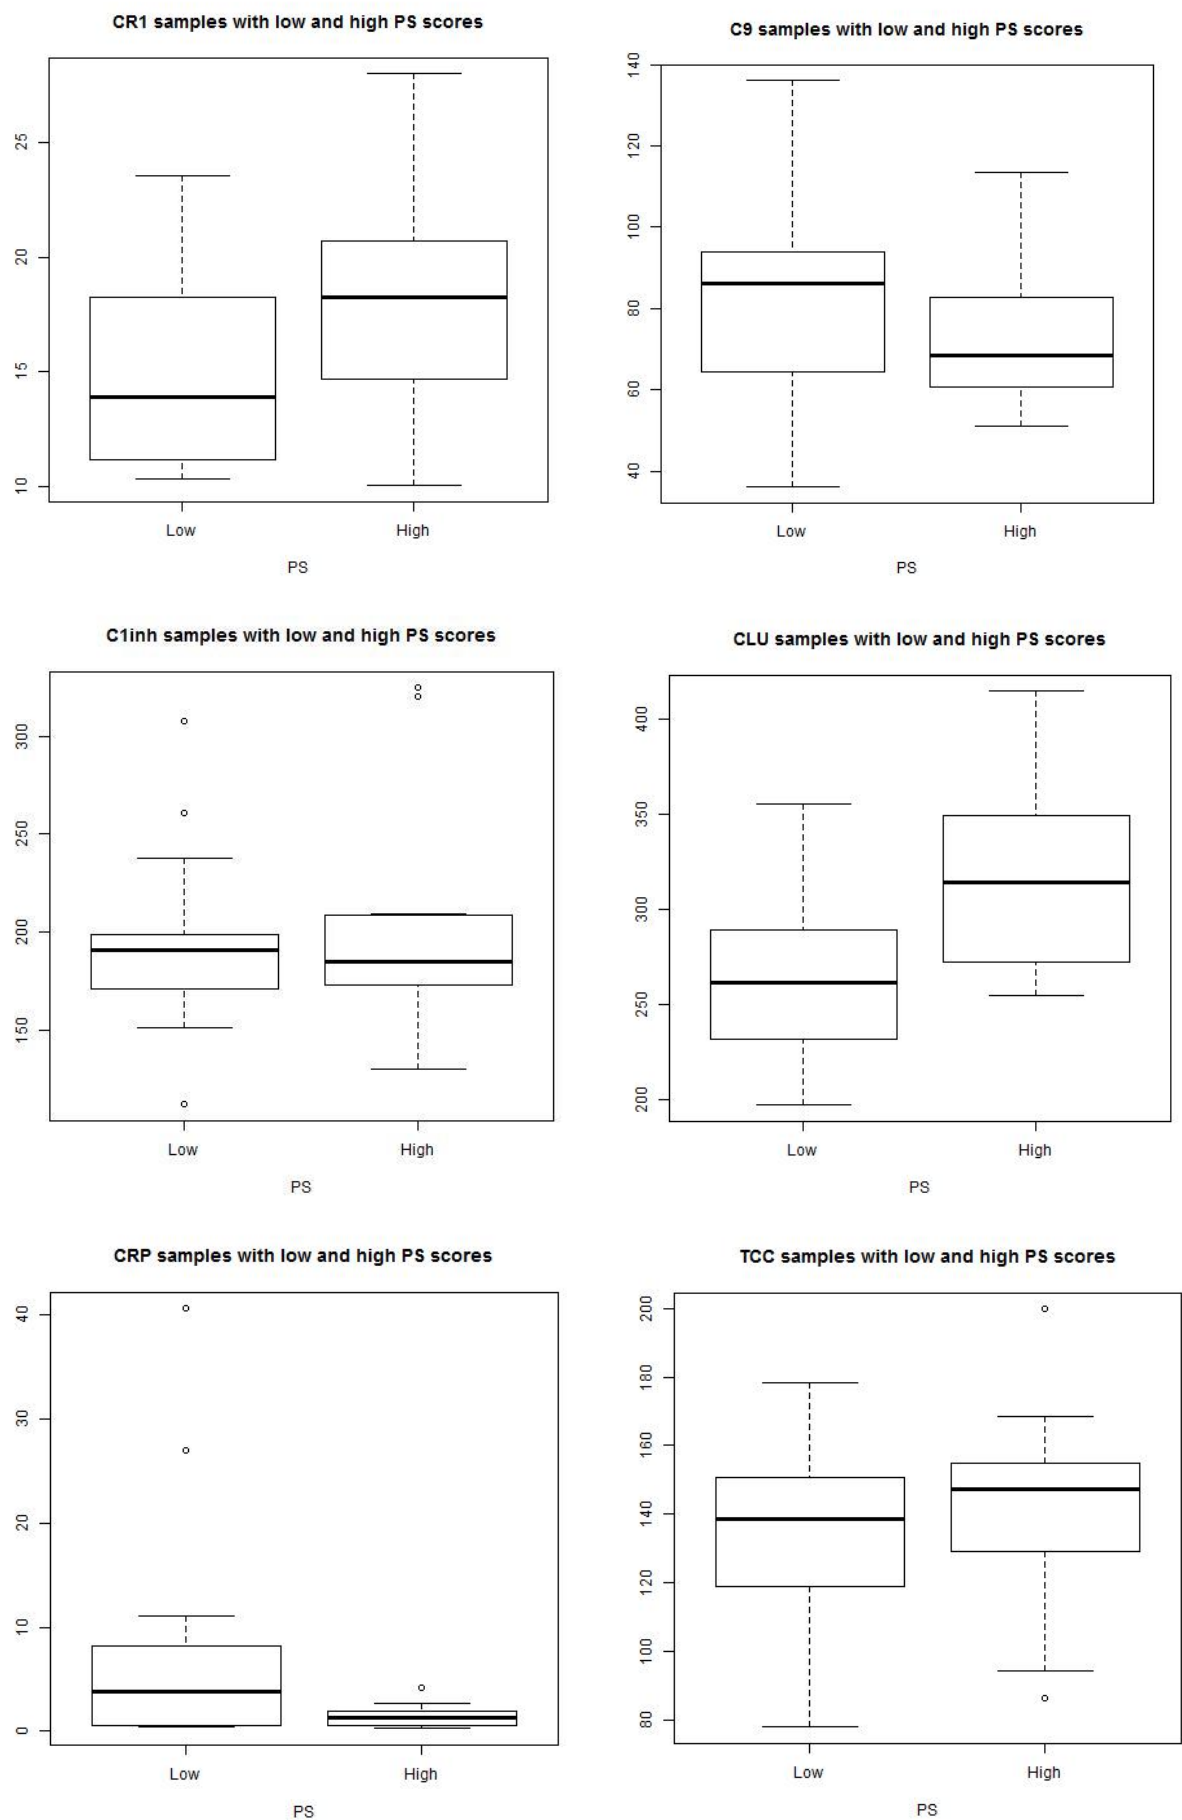 CR1 samples with low and high PS scores
25
20
15
10
Low High
PS
C9 samples with low and high PS scores
140
120
100
80
60
40
Low High
PS
C1inh samples with low and high PS scores
300
250
200
150
Low High
PS
CLU samples with low and high PS scores
400
350
300
250
200
Low High
PS
CRP samples with low and high PS scores
40
30
20
10
0
Low High
PS
TCC samples with low and high PS scores
200
180
160
140
120
100
80
Low High
PS